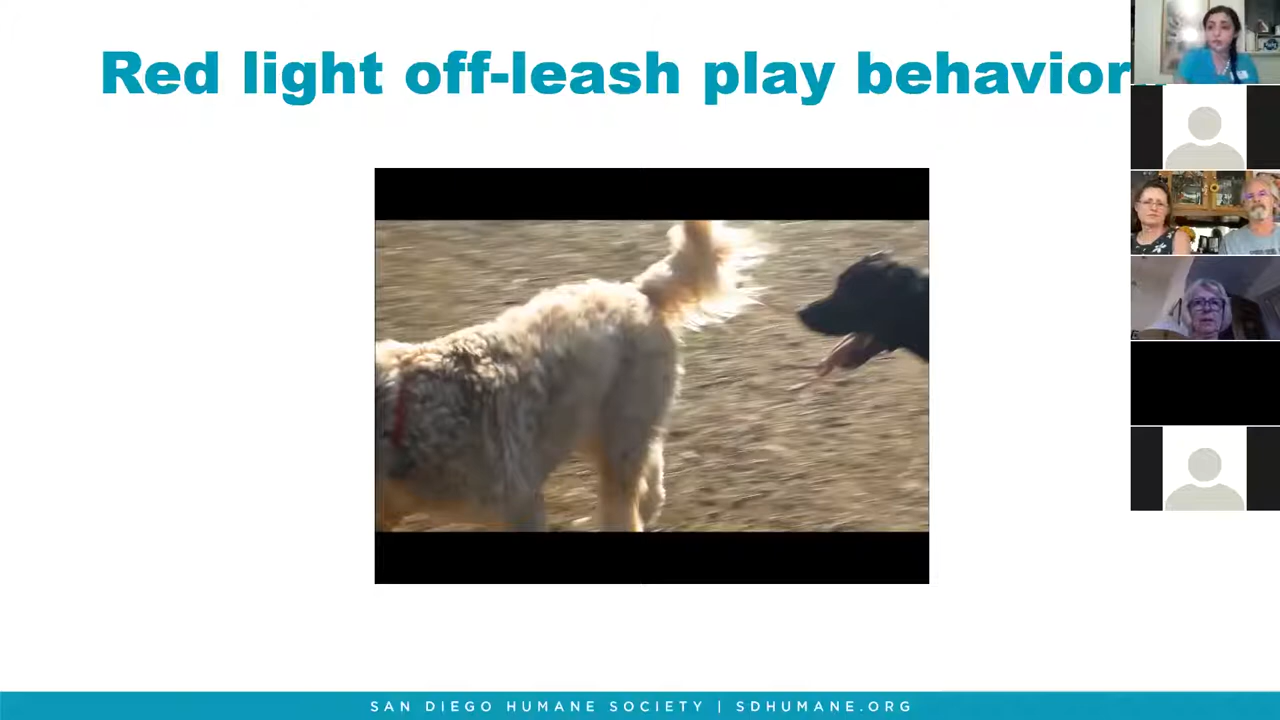 Red light off-leash play behavior
SAN DIEGO HUMANE SOCIETY | SDHUMANE.ORG